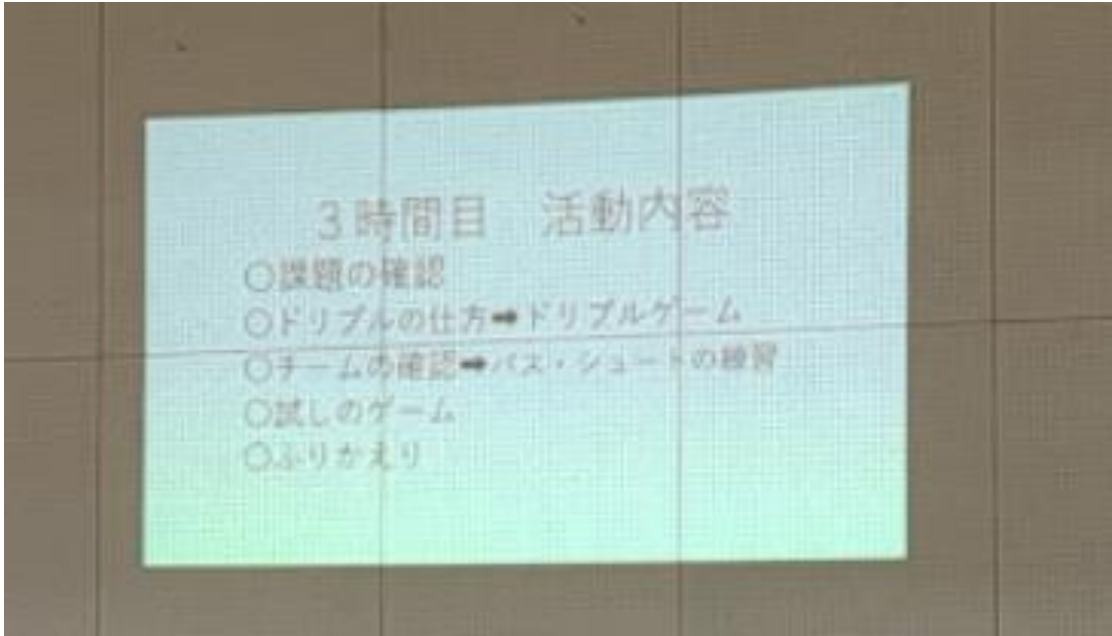 3時間目　活動内容
○課題の確認
○ドリブルの仕方➡ドリブルゲーム
○チームの確認➡パス・シュートの練習
○試しのゲーム
○ふりかえり